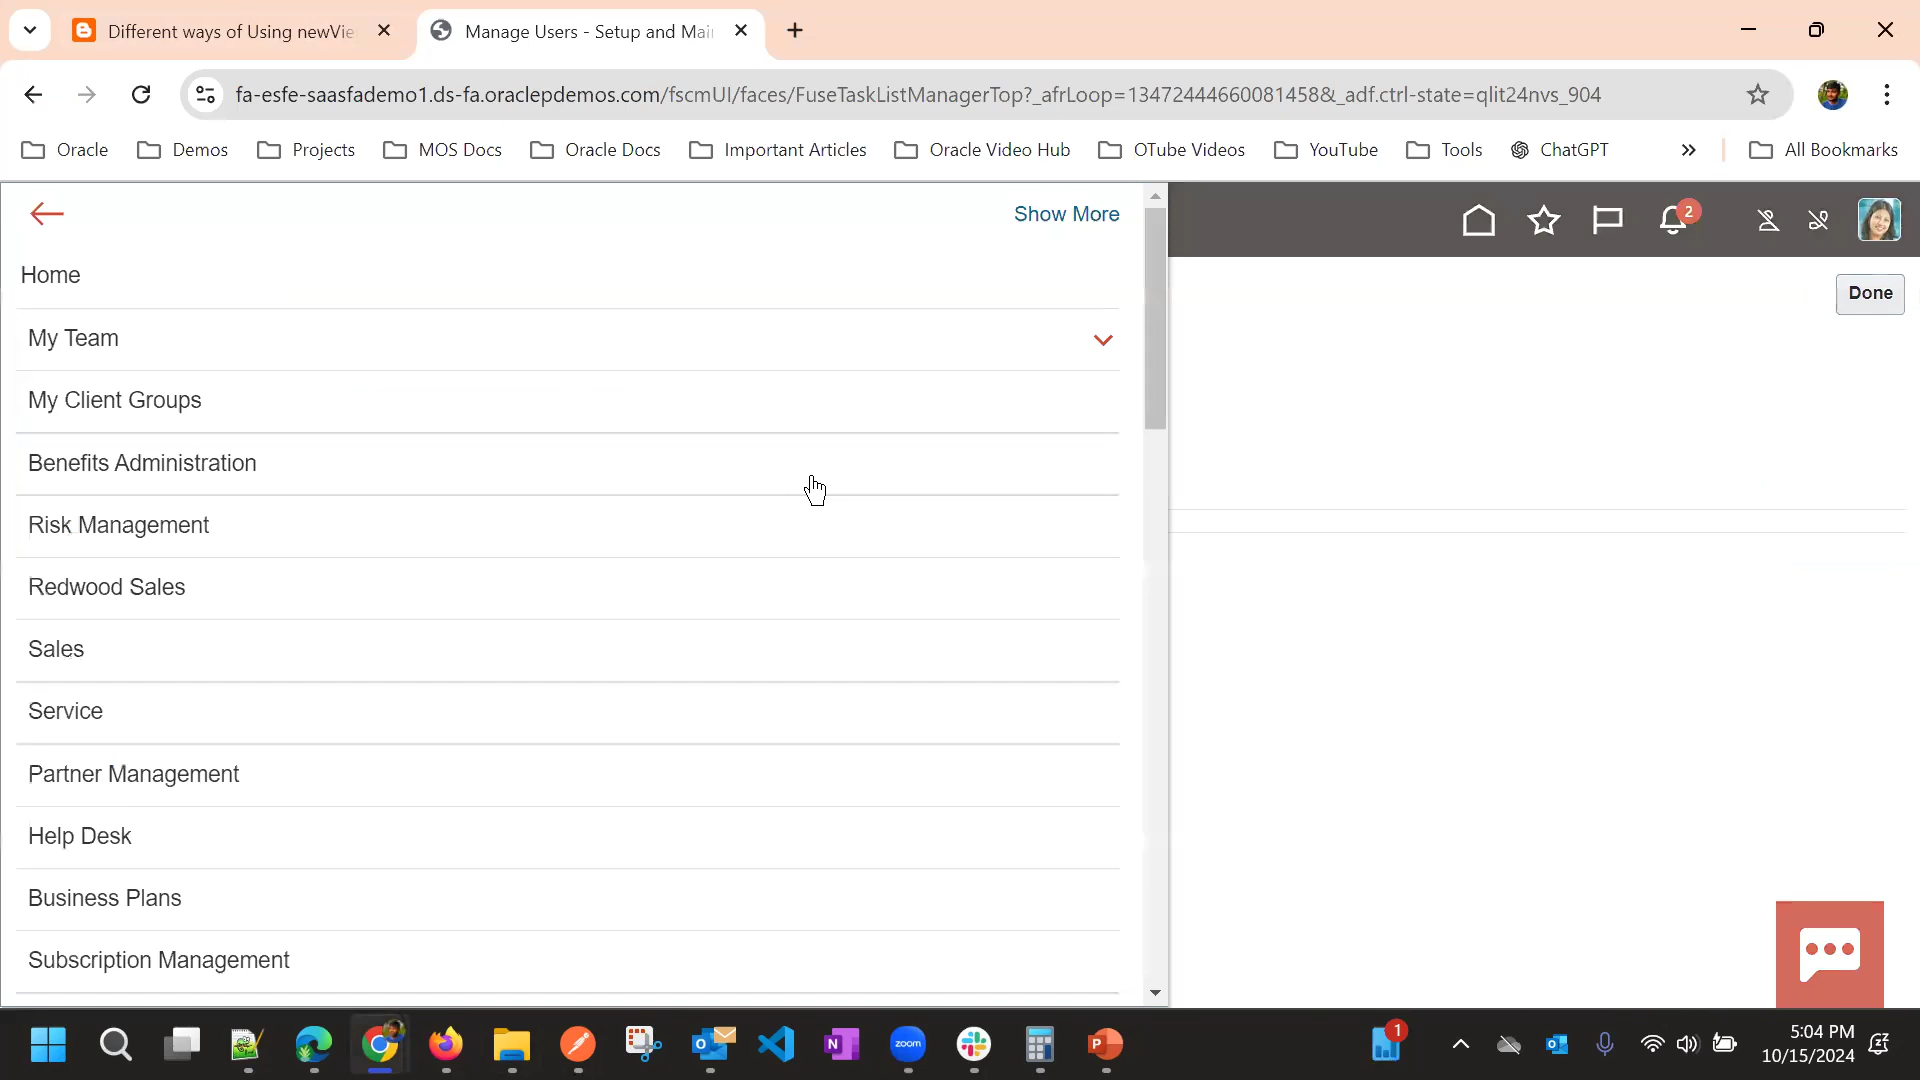 Different ways of Using newVie
Manage Users - Setup and Mai
fa-esfe-saasfademo1.ds-fa.oraclepdemos.com/fscmUI/faces/FuseTaskListManagerTop?_afrLoop=13472444660081458&_adf.ctrl-state=qlit24nvs_904
Oracle
Demos
Projects
MOS Docs
Oracle Docs
Important Articles
Oracle Video Hub
OTube Videos
YouTube
Tools
ChatGPT
All Bookmarks
Show More
2
Home
Done
My Team
My Client Groups
Benefits Administration
Risk Management
Redwood Sales
Sales
Service
Partner Management
Help Desk
Business Plans
Subscription Management
zoom
1
5:04 PM
10/15/2024